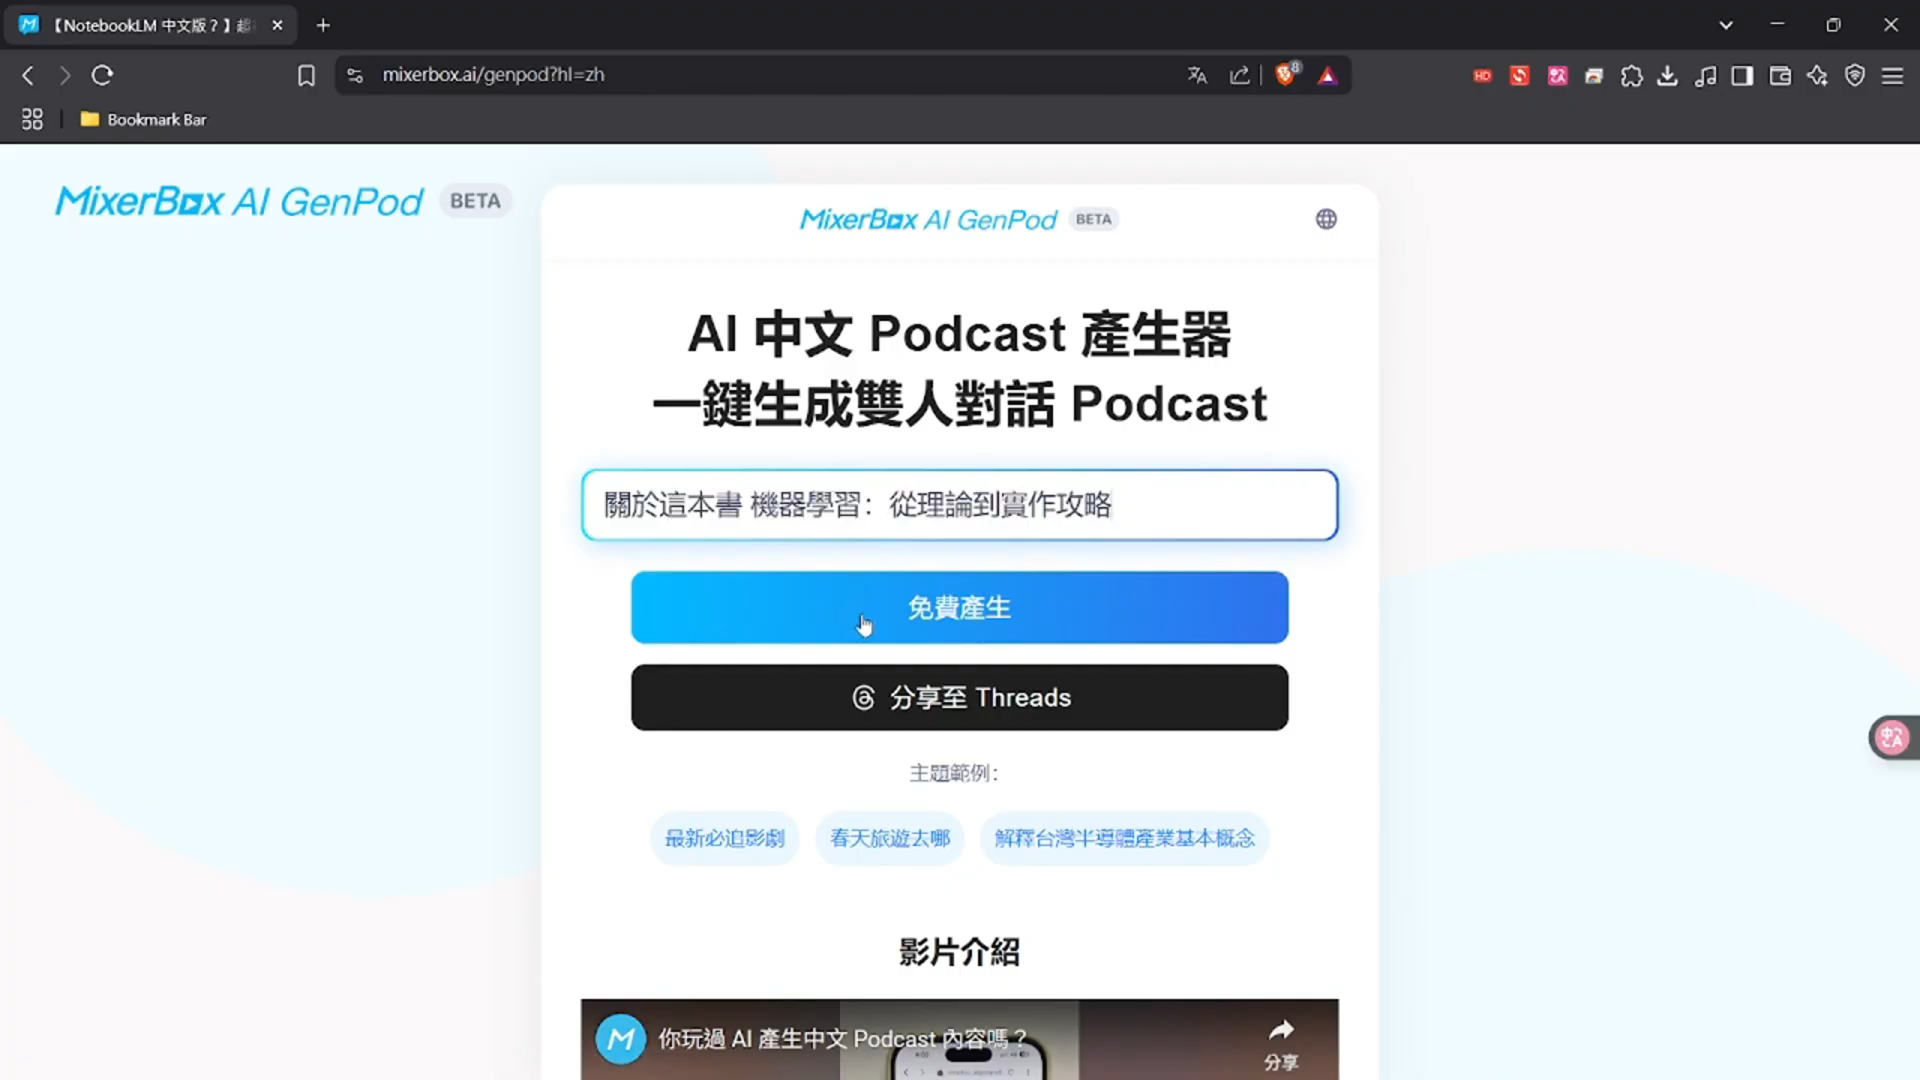 【NotebookLM 中文版？】超
mixerbox.ai/genpod?hl=zh
8
HD
Bookmark Bar
MixerBox AI GenPod BETA
MixerBox AI GenPod BETA
AI 中文 Podcast 產生器
一鍵生成雙人對話 Podcast
關於這本書 機器學習：從理論到實作攻略
免費產生
分享至 Threads
主題範例：
最新必追影劇
春天旅遊去哪
解釋台灣半導體產業基本概念
影片介紹
你玩過 AI 產生中文 Podcast 內容嗎？
分享